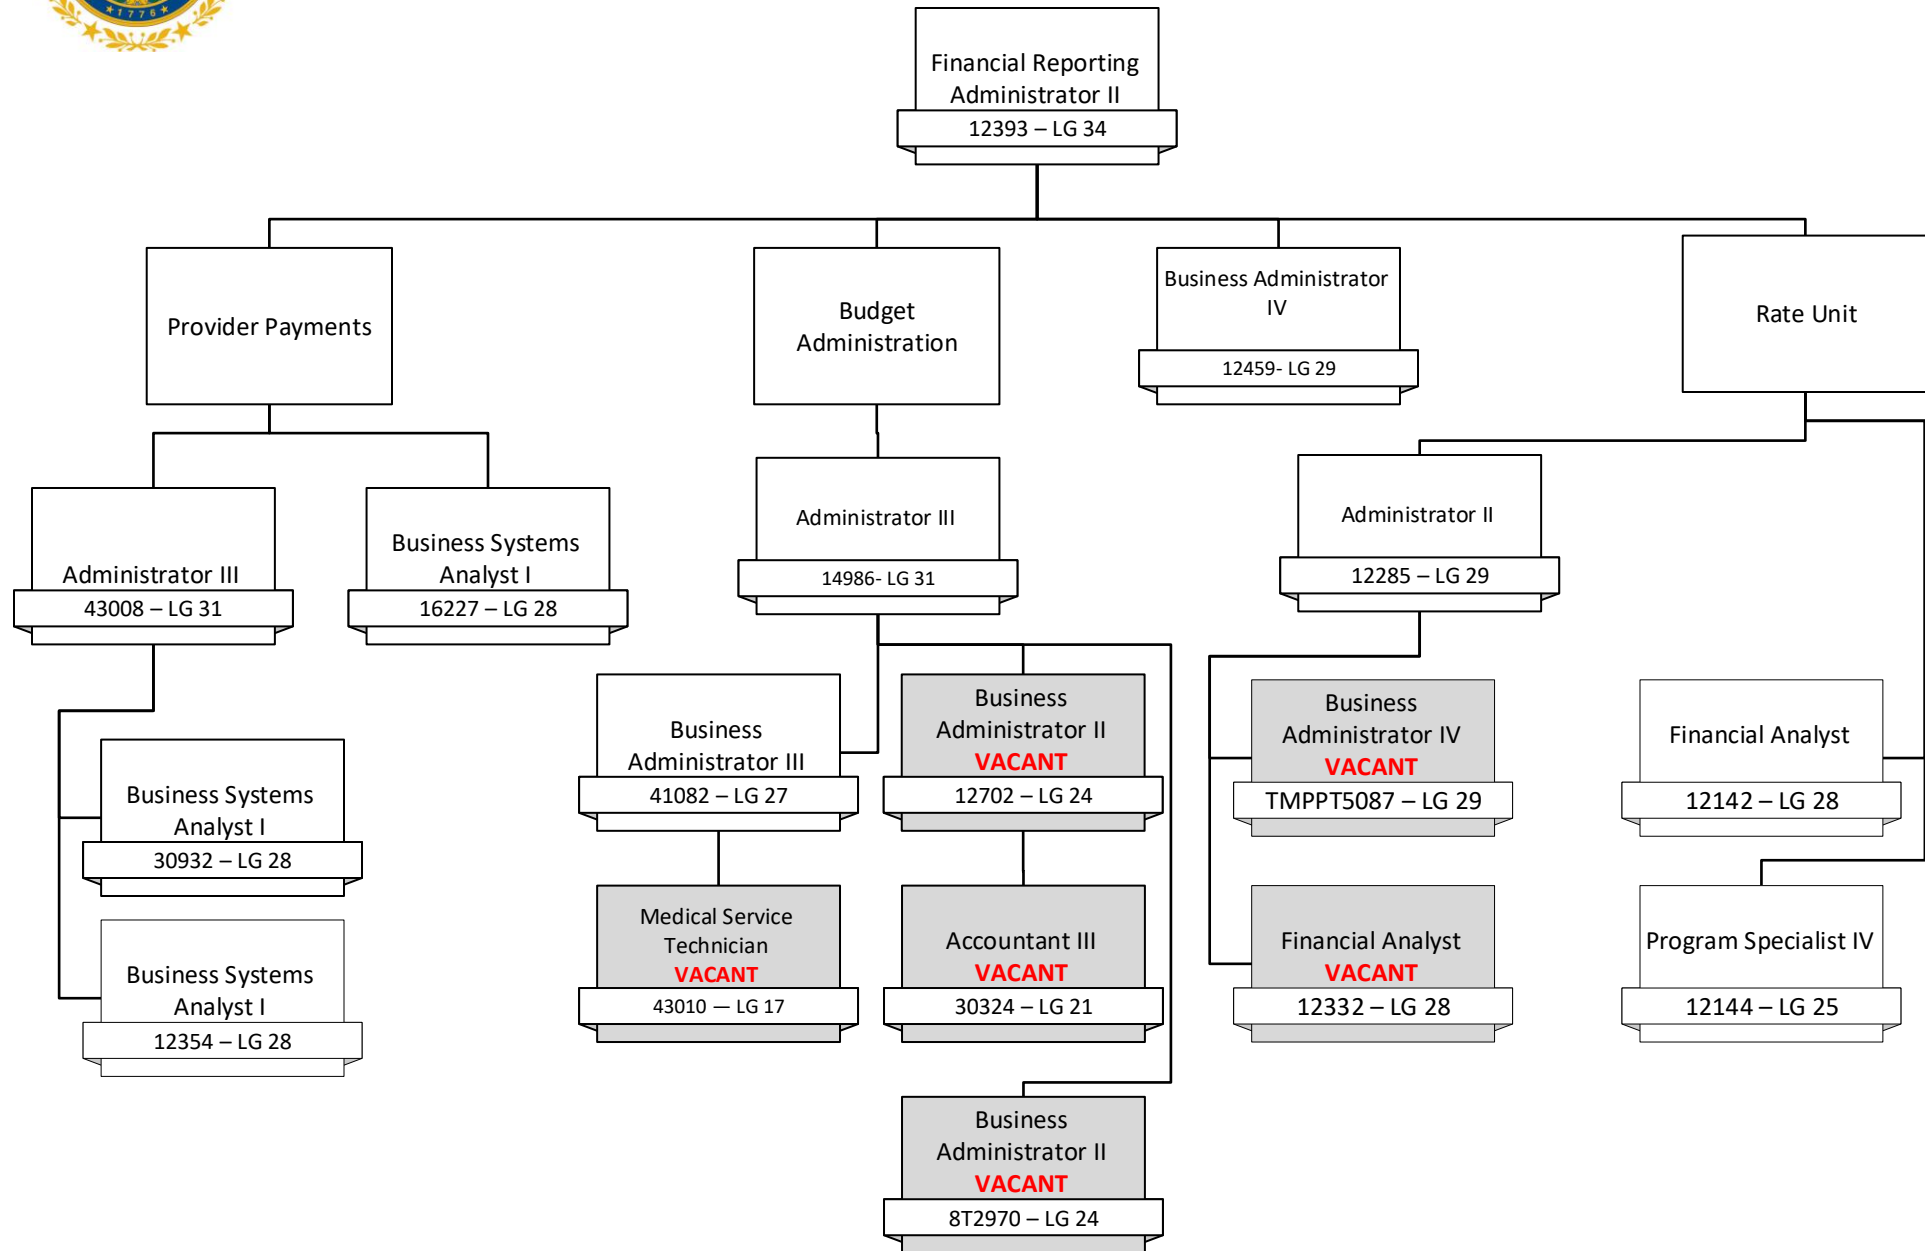 1776
Financial Reporting
Administrator II
12393 – LG 34
Provider Payments
Budget
Administration
Business Administrator
IV
12459- LG 29
Rate Unit
Administrator III
43008 – LG 31
Business Systems
Analyst I
16227 – LG 28
Administrator III
14986- LG 31
Administrator II
12285 – LG 29
Business Systems
Analyst I
30932 – LG 28
Business Systems
Analyst I
12354 – LG 28
Business
Administrator III
41082 – LG 27
Business
Administrator II
VACANT
12702 – LG 24
Business
Administrator IV
VACANT
TMPPT5087 – LG 29
Financial Analyst
12142 – LG 28
Medical Service
Technician
VACANT
43010 — LG 17
Accountant III
VACANT
30324 – LG 21
Financial Analyst
VACANT
12332 – LG 28
Program Specialist IV
12144 – LG 25
Business
Administrator II
VACANT
8T2970 – LG 24